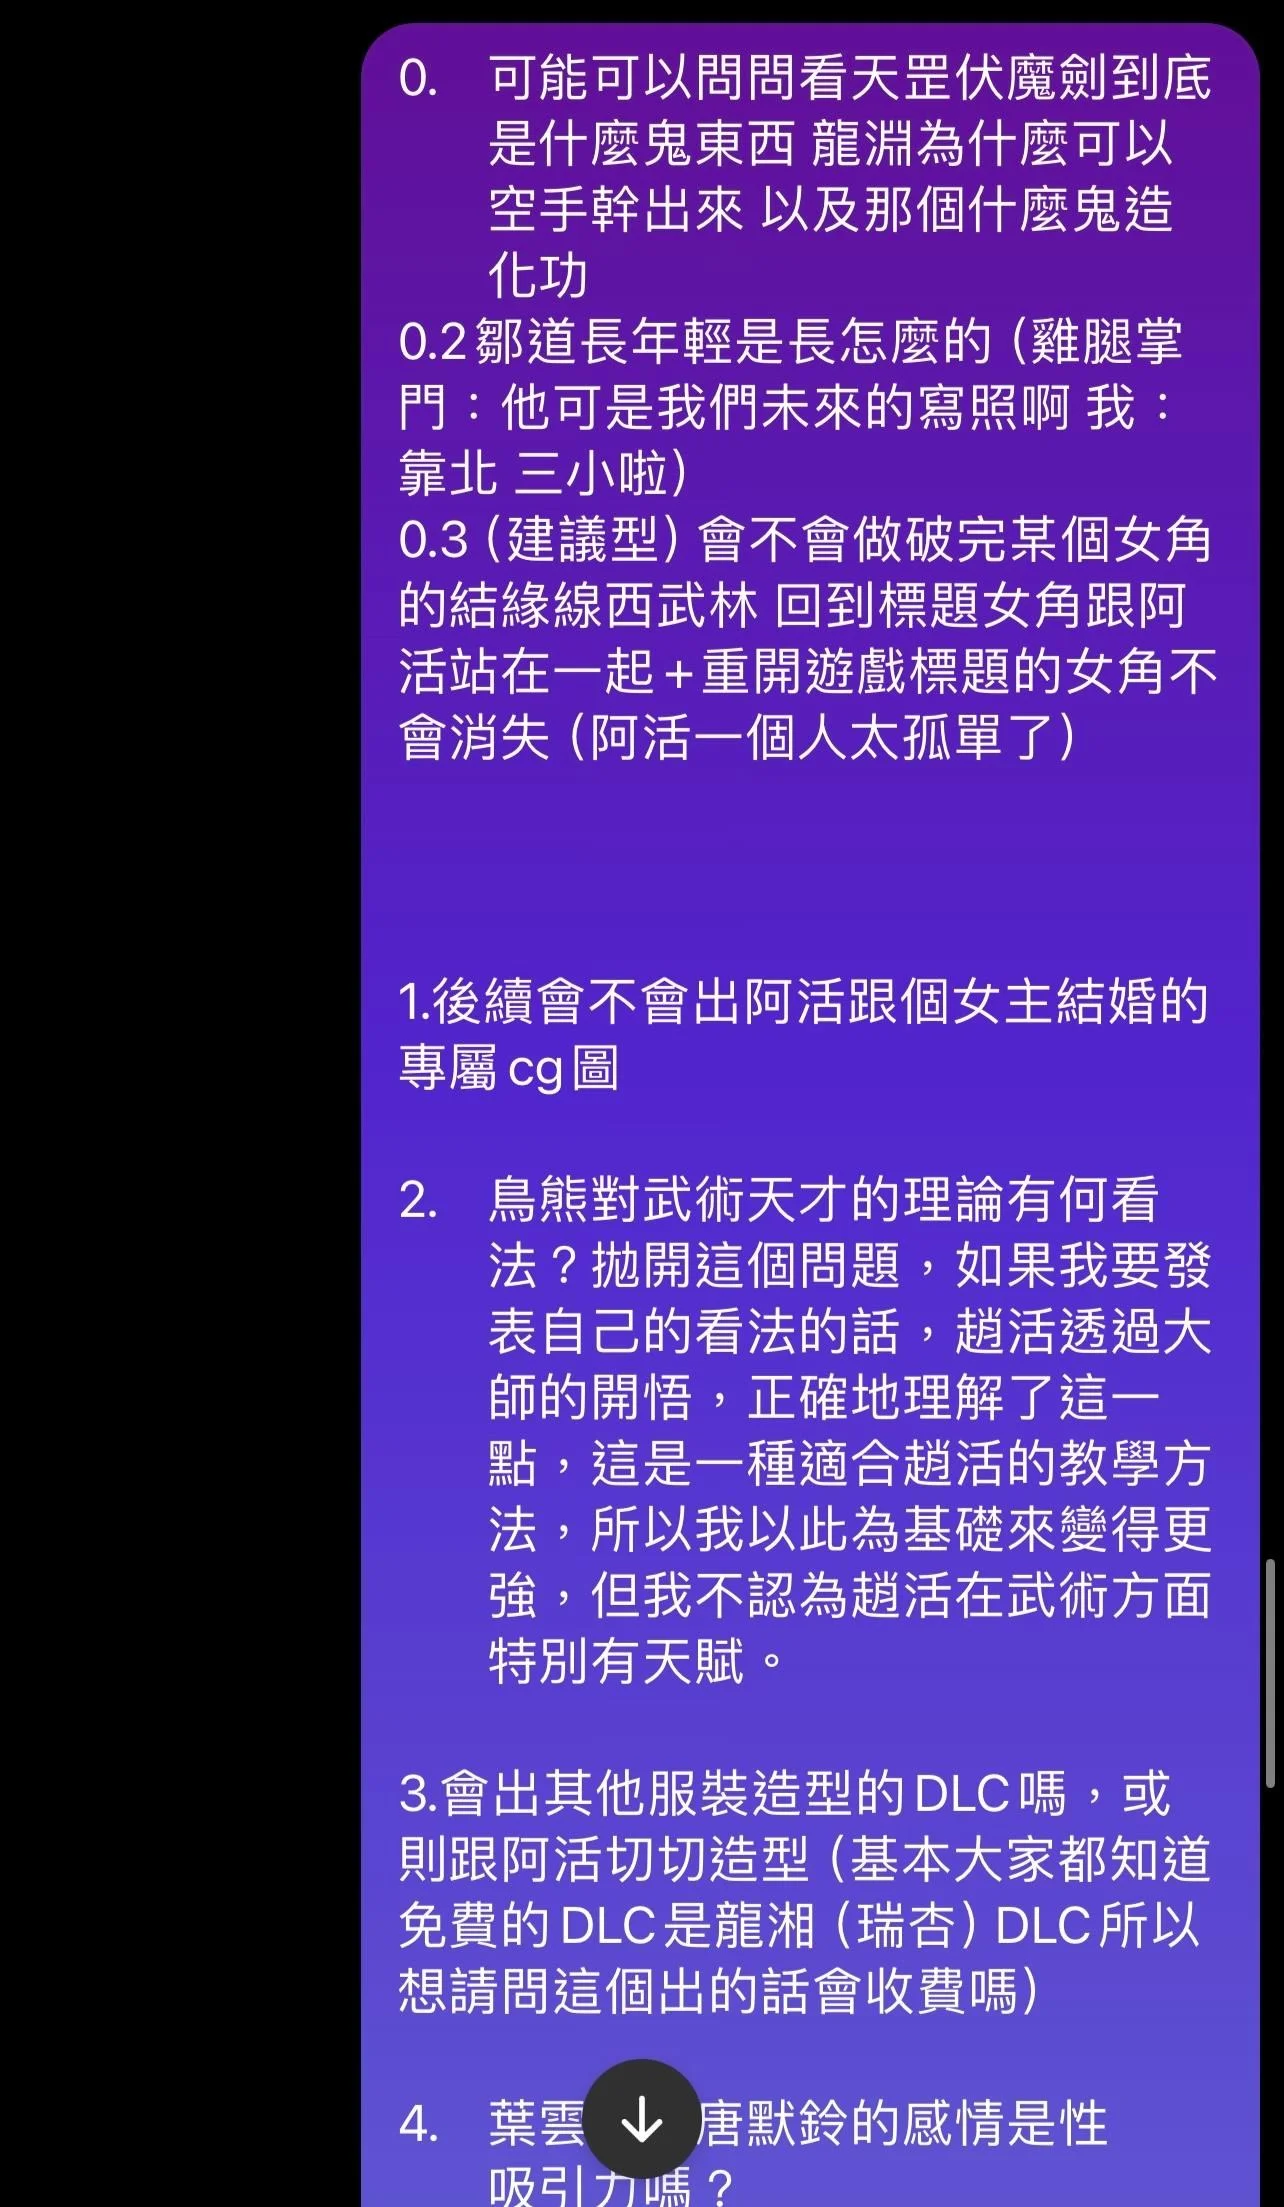 0. 可能可以問問看天罡伏魔劍到底
是什麼鬼東西 龍淵為什麼可以
空手幹出來 以及那個什麼鬼造
化功
0.2鄒道長年輕是長怎麼的（雞腿掌
門：他可是我們未來的寫照啊 我：
靠北 三小啦）
0.3（建議型）會不會做破完某個女角
的結緣線西武林 回到標題女角跟阿
活站在一起+重開遊戲標題的女角不
會消失（阿活一個人太孤單了）
1.後續會不會出阿活跟個女主結婚的
專屬cg圖
2. 鳥熊對武術天才的理論有何看
法？拋開這個問題，如果我要發
表自己的看法的話，趙活透過大
師的開悟，正確地理解了這一
點，這是一種適合趙活的教學方
法，所以我以此為基礎來變得更
強，但我不認為趙活在武術方面
特別有天賦。
3.會出其他服裝造型的DLC嗎，或
則跟阿活切切造型（基本大家都知道
免費的DLC是龍湘（瑞杏）DLC所以
想請問這個出的話會收費嗎）
4. 葉雲 唐默鈴的感情是性
吸引力嗎？